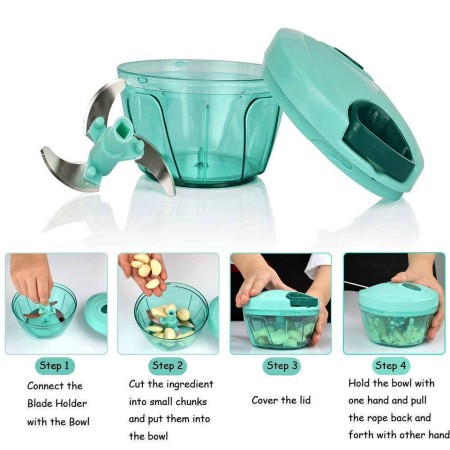 Step 1
Connect the
Blade Holder
with the Bowl
Step 2
Cut the ingredient
into small chunks
and put them into
the bowl
Step 3
Cover the lid
Step 4
Hold the bowl with
one hand and pull
the rope back and
forth with other hand